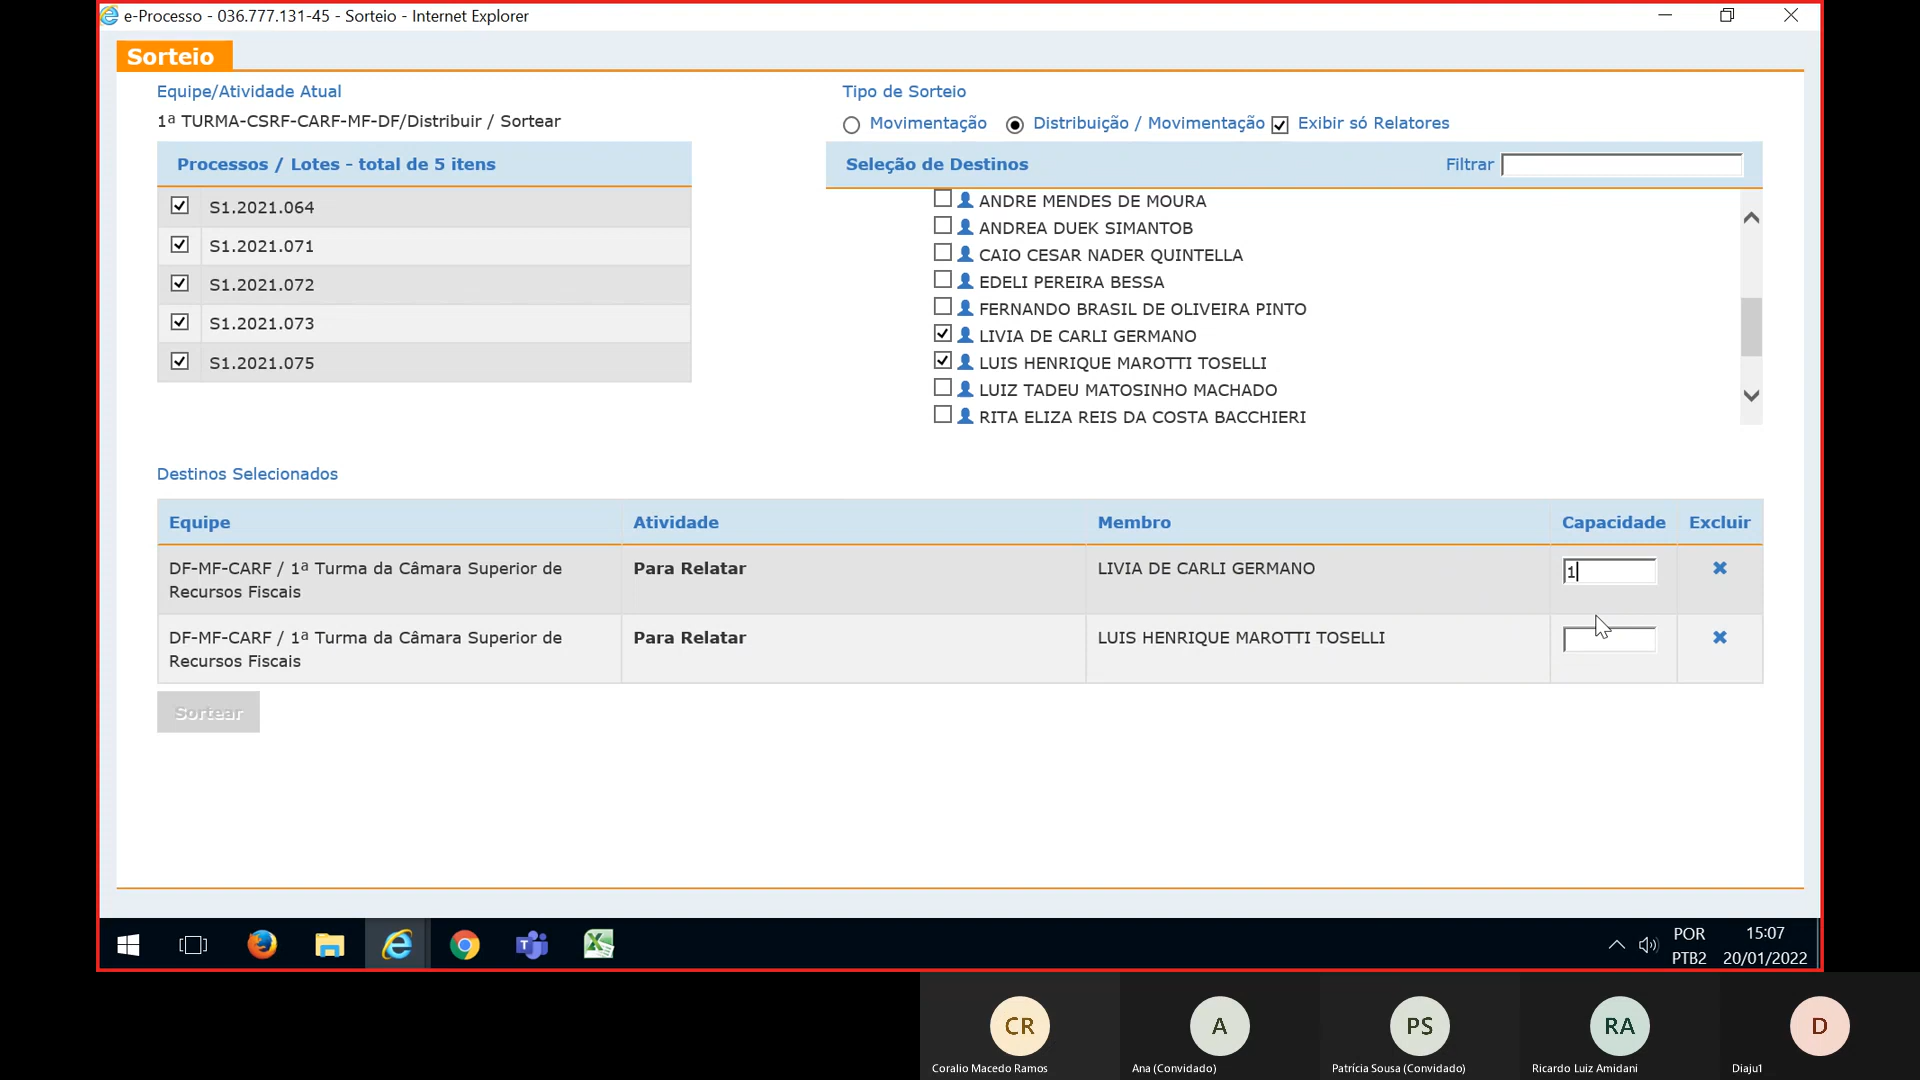 e-Processo - 036.777.131-45 - Sorteio - Internet Explorer
Sorteio
Equipe/Atividade Atual
1ª TURMA-CSRF-CARF-MF-DF/Distribuir / Sortear
Tipo de Sorteio
Movimentação Distribuição / Movimentação Exibir só Relatores
Processos / Lotes - total de 5 itens
S1.2021.064
S1.2021.071
S1.2021.072
S1.2021.073
S1.2021.075
Seleção de Destinos Filtrar
ANDRE MENDES DE MOURA
ANDREA DUEK SIMANTOB
CAIO CESAR NADER QUINTELLA
EDELI PEREIRA BESSA
FERNANDO BRASIL DE OLIVEIRA PINTO
LIVIA DE CARLI GERMANO
LUIS HENRIQUE MAROTTI TOSELLI
LUIZ TADEU MATOSINHO MACHADO
RITA ELIZA REIS DA COSTA BACCHIERI
Destinos Selecionados
Equipe Atividade Membro Capacidade Excluir
DF-MF-CARF / 1ª Turma da Câmara Superior de
Recursos Fiscais
Para Relatar
LIVIA DE CARLI GERMANO
1
DF-MF-CARF / 1ª Turma da Câmara Superior de
Recursos Fiscais
Para Relatar
LUIS HENRIQUE MAROTTI TOSELLI
Sortear
POR
PTB2
15:07
20/01/2022
CR
Coralio Macedo Ramos
A
Ana (Convidado)
PS
Patrícia Sousa (Convidado)
RA
Ricardo Luiz Amidani
D
Diaju1